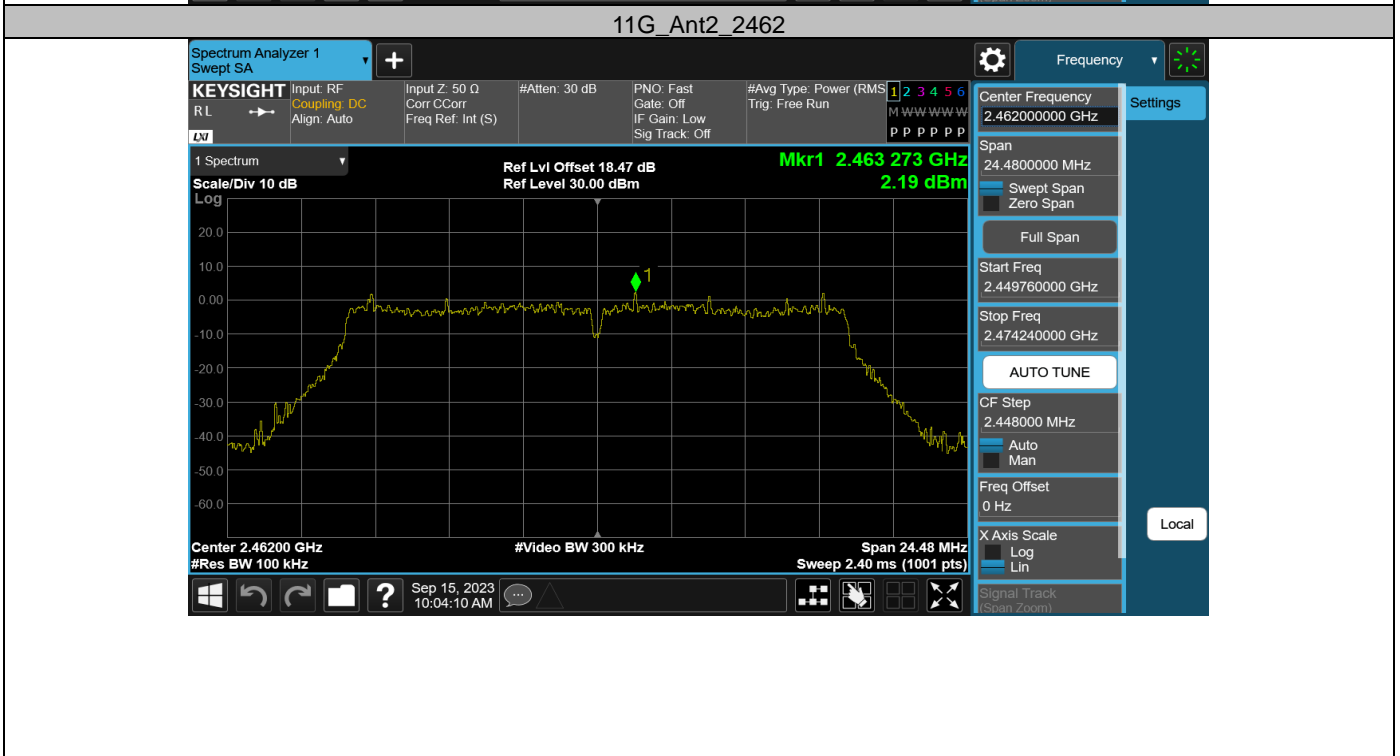 (Span Zoom)
11G_Ant2_2462
Spectrum Analyzer 1
Swept SA
+
Frequency
KEYSIGHT
R L
LXI
Input: RF
Coupling: DC
Align: Auto
Input Z: 50 Ω
Corr CCorr
Freq Ref: Int (S)
#Atten: 30 dB
PNO: Fast
Gate: Off
IF Gain: Low
Sig Track: Off
#Avg Type: Power (RMS
Trig: Free Run
1 2 3 4 5 6
M W W W W W
P P P P P P
1 Spectrum
Scale/Div 10 dB
Log
Ref Lvl Offset 18.47 dB
Ref Level 30.00 dBm
Mkr1 2.463 273 GHz
2.19 dBm
20.0
10.0
0.00
-10.0
-20.0
-30.0
-40.0
-50.0
-60.0
1
Center 2.46200 GHz
#Res BW 100 kHz
#Video BW 300 kHz
Span 24.48 MHz
Sweep 2.40 ms (1001 pts)
?
Sep 15, 2023
10:04:10 AM
Center Frequency
2.462000000 GHz
Span
24.4800000 MHz
Swept Span
Zero Span
Full Span
Start Freq
2.449760000 GHz
Stop Freq
2.474240000 GHz
AUTO TUNE
CF Step
2.448000 MHz
Auto
Man
Freq Offset
0 Hz
X Axis Scale
Log
Lin
Signal Track
(Span Zoom)
Settings
Local